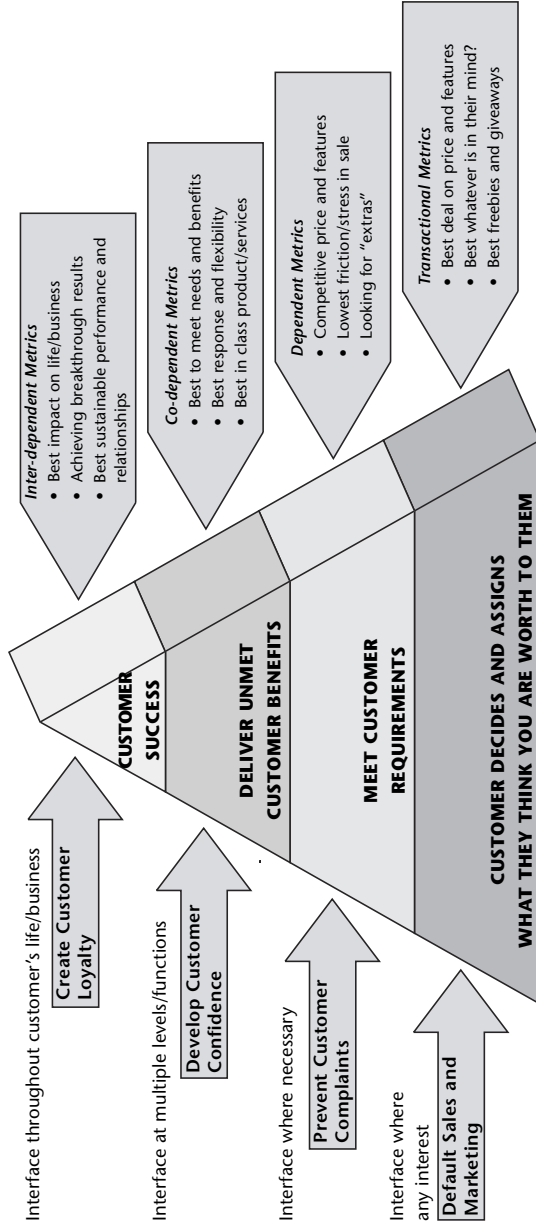 Interface throughout customer's life/business
Create Customer
Loyalty
CUSTOMER
SUCCESS
Inter-dependent Metrics
• Best impact on life/business
• Achieving breakthrough results
• Best sustainable performance and
relationships
Interface at multiple levels/functions
Develop Customer
Confidence
DELIVER UNMET
CUSTOMER BENEFITS
Co-dependent Metrics
• Best to meet needs and benefits
• Best response and flexibility
• Best in class product/services
Interface where necessary
Prevent Customer
Complaints
MEET CUSTOMER
REQUIREMENTS
Dependent Metrics
• Competitive price and features
• Lowest friction/stress in sale
• Looking for "extras"
Interface where
any interest
Default Sales and
Marketing
CUSTOMER DECIDES AND ASSIGNS
WHAT THEY THINK YOU ARE WORTH TO THEM
Transactional Metrics
• Best deal on price and features
• Best whatever is in their mind?
• Best freebies and giveaways